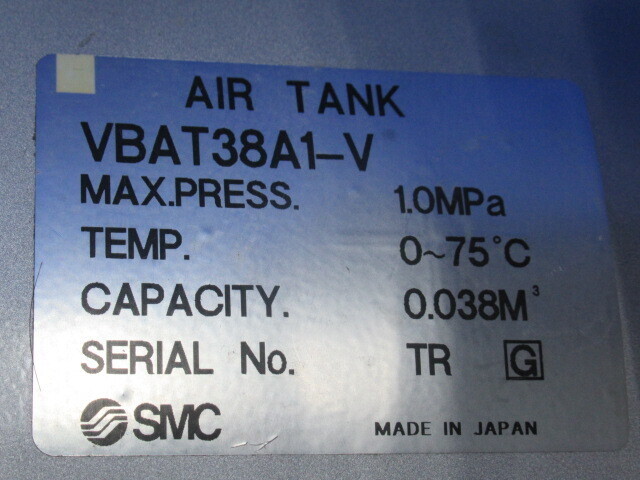 AIR TANK
VBAT38A1-V
MAX.PRESS. 1.0MPa
TEMP. 0~75°C
CAPACITY. 0.038M³
SERIAL No. TR G
SMC MADE IN JAPAN